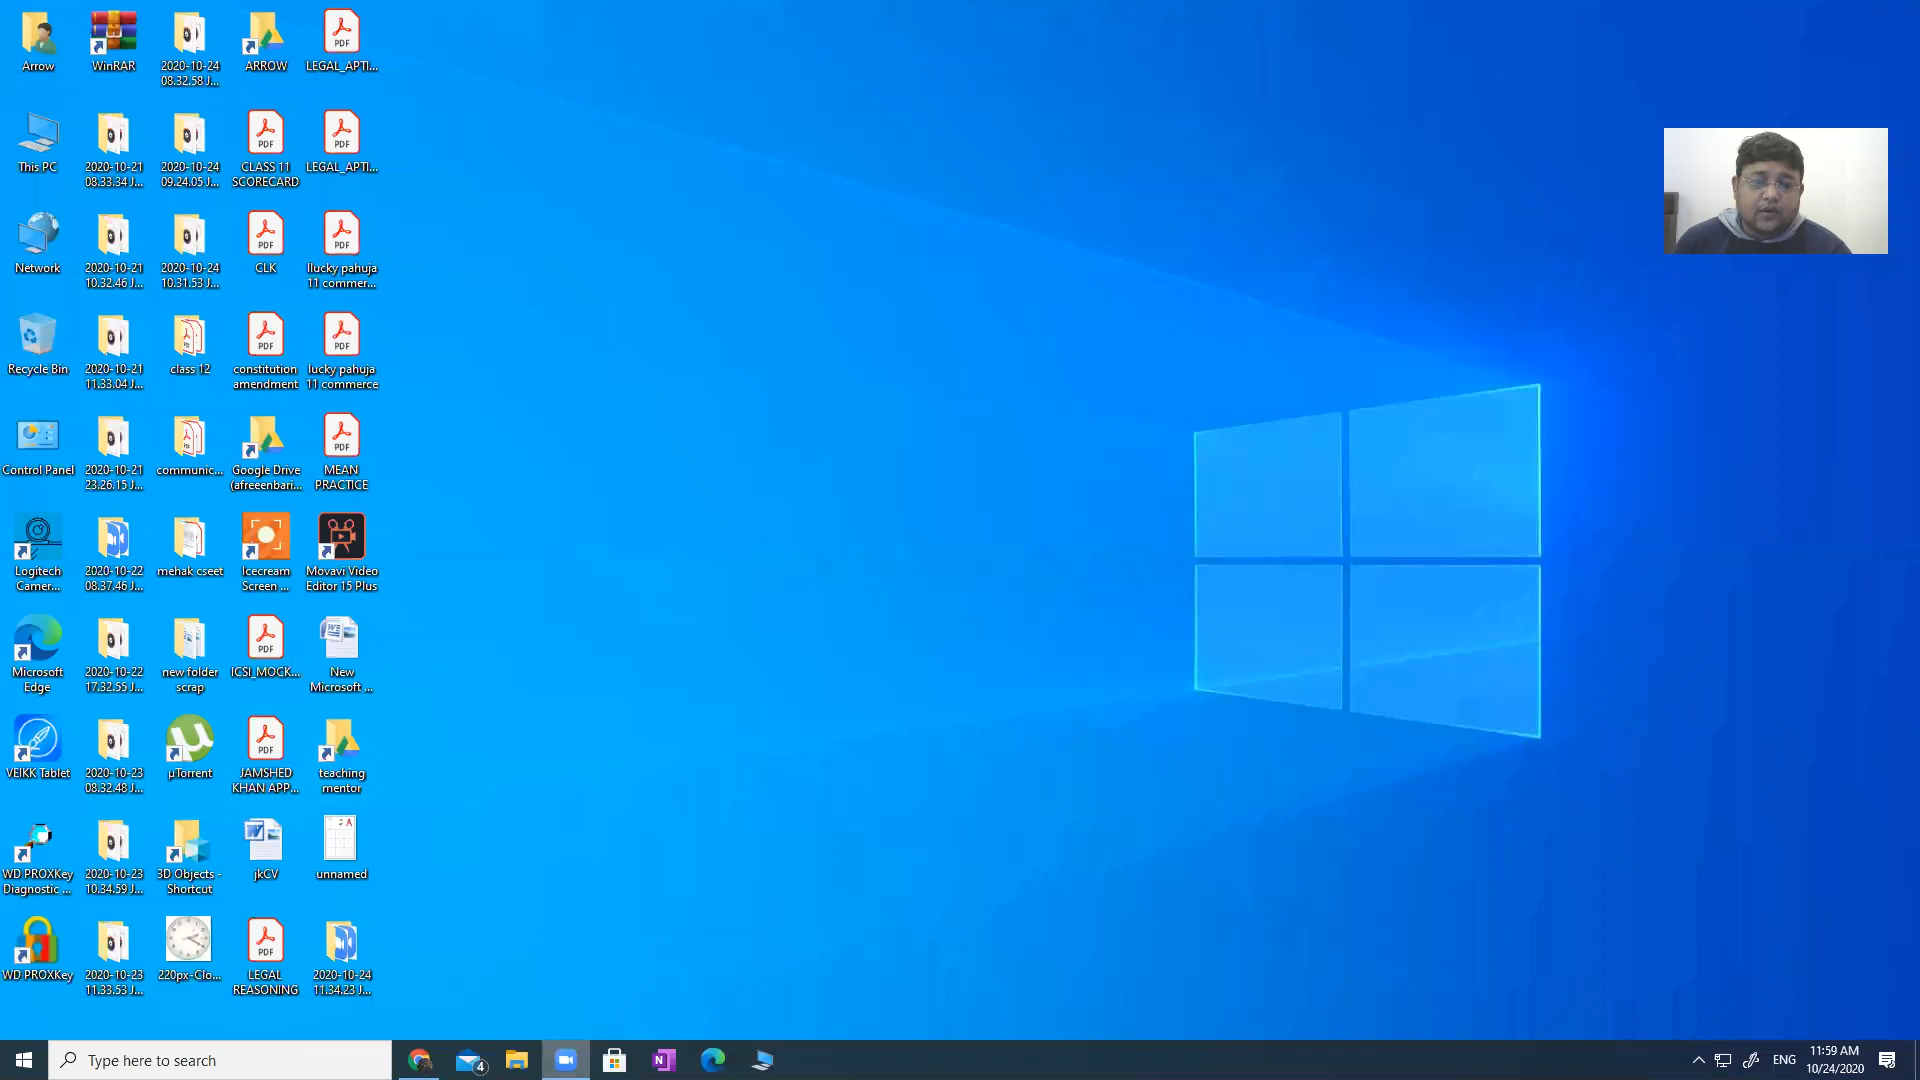 Arrow
WinRAR
2020-10-24
08.32.58 J...
ARROW
LEGAL_APTI...
This PC
2020-10-21
08.33.34 J...
2020-10-24
09.24.05 J...
CLASS 11
SCORECARD
LEGAL_APTI...
Network
2020-10-21
10.32.46 J...
2020-10-24
10.31.53 J...
CLK
llucky pahuja
11 commer...
Recycle Bin
2020-10-21
11.33.04 J...
class 12
constitution
amendment
lucky pahuja
11 commerce
Control Panel
2020-10-21
23.26.15 J...
communic...
Google Drive
(afreeenbari...
MEAN
PRACTICE
Logitech
Camer...
2020-10-22
08.37.46 J...
mehak cseet
Icecream
Screen ...
Movavi Video
Editor 15 Plus
Microsoft
Edge
2020-10-22
17.32.55 J...
new folder
scrap
ICSI_MOCK...
New
Microsoft ...
VEIKK Tablet
2020-10-23
08.32.48 J...
µTorrent
JAMSHED
KHAN APP...
teaching
mentor
WD PROXKey
Diagnostic ...
2020-10-23
10.34.59 J...
3D Objects -
Shortcut
jkCV
unnamed
WD PROXKey
2020-10-23
11.33.53 J...
220px-Clo...
LEGAL
REASONING
2020-10-24
11.34.23 J...
Type here to search
4
ENG
11:59 AM
10/24/2020